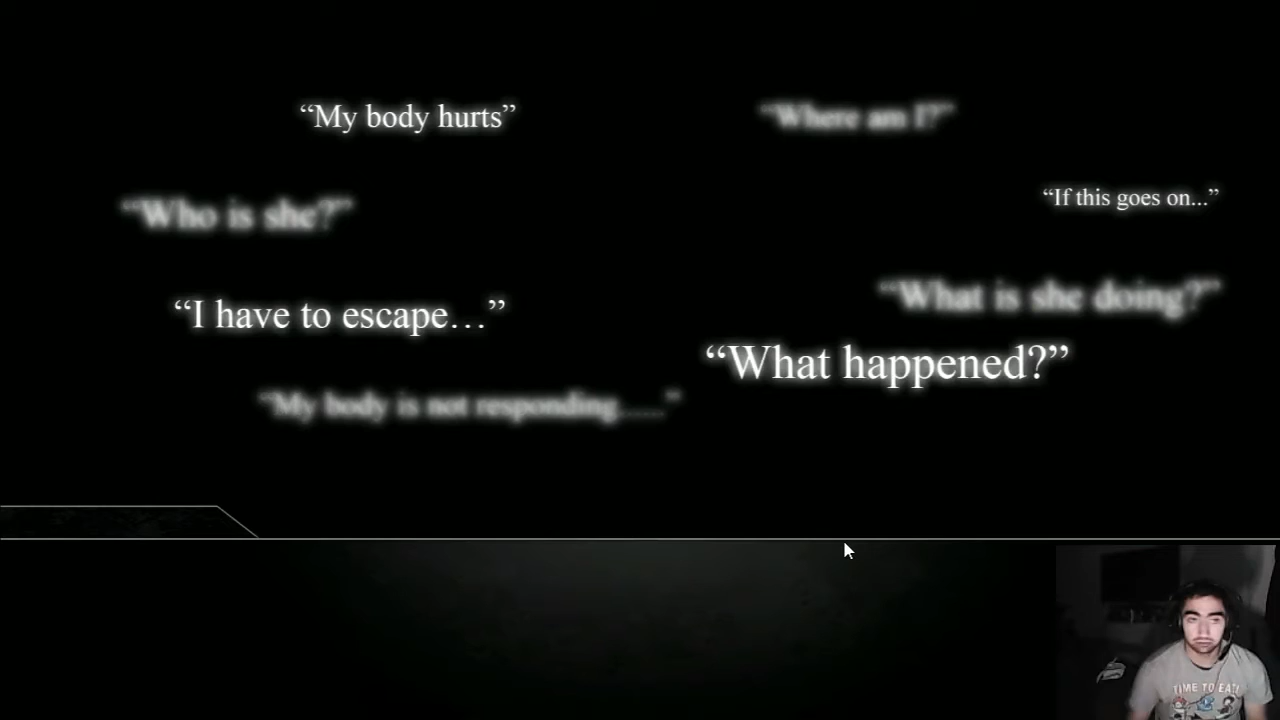 “My body hurts”
“Where am I?”
“If this goes on...”
“Who is she?”
“What is she doing?”
“I have to escape…”
“What happened?”
“My body is not responding......”
TIME TO EAT!